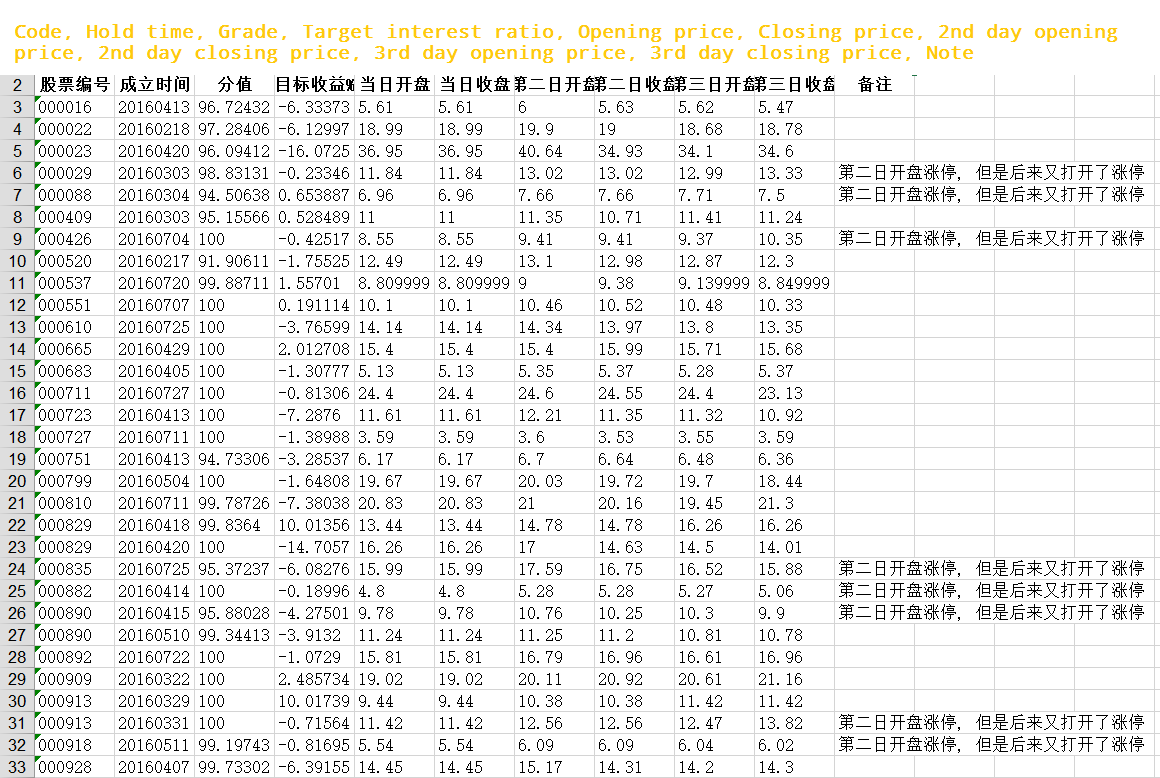 Code, Hold time, Grade, Target interest ratio, Opening price, Closing price, 2nd day opening
price, 2nd day closing price, 3rd day opening price, 3rd day closing price, Note
2 股票编号 成立时间 分值 目标收益% 当日开盘 当日收盘 第二日开盘 第二日收盘 第三日开盘 第三日收盘 备注
3 000016 20160413 96.72432 -6.33373 5.61 5.61 6 5.63 5.62 5.47
4 000022 20160218 97.28406 -6.12997 18.99 18.99 19.9 19 18.68 18.78
5 000023 20160420 96.09412 -16.0725 36.95 36.95 40.64 34.93 34.1 34.6
6 000029 20160303 98.83131 -0.23346 11.84 11.84 13.02 13.02 12.99 13.33 第二日开盘涨停, 但是后来又打开了涨停
7 000088 20160304 94.50638 0.653887 6.96 6.96 7.66 7.66 7.71 7.5 第二日开盘涨停, 但是后来又打开了涨停
8 000409 20160303 95.15566 0.528489 11 11 11.35 10.71 11.41 11.24
9 000426 20160704 100 -0.42517 8.55 8.55 9.41 9.41 9.37 10.35 第二日开盘涨停, 但是后来又打开了涨停
10 000520 20160217 91.90611 -1.75525 12.49 12.49 13.1 12.98 12.87 12.3
11 000537 20160720 99.88711 1.55701 8.809999 8.809999 9 9.38 9.139999 8.849999
12 000551 20160707 100 0.191114 10.1 10.1 10.46 10.52 10.48 10.33
13 000610 20160725 100 -3.76599 14.14 14.14 14.34 13.97 13.8 13.35
14 000665 20160429 100 2.012708 15.4 15.4 15.4 15.99 15.71 15.68
15 000683 20160405 100 -1.30777 5.13 5.13 5.35 5.37 5.28 5.37
16 000711 20160727 100 -0.81306 24.4 24.4 24.6 24.55 24.4 23.13
17 000723 20160413 100 -7.2876 11.61 11.61 12.21 11.35 11.32 10.92
18 000727 20160711 100 -1.38988 3.59 3.59 3.6 3.53 3.55 3.59
19 000751 20160413 94.73306 -3.28537 6.17 6.17 6.7 6.64 6.48 6.36
20 000799 20160504 100 -1.64808 19.67 19.67 20.03 19.72 19.7 18.44
21 000810 20160711 99.78726 -7.38038 20.83 20.83 21 20.16 19.45 21.3
22 000829 20160418 99.8364 10.01356 13.44 13.44 14.78 14.78 16.26 16.26
23 000829 20160420 100 -14.7057 16.26 16.26 17 14.63 14.5 14.01
24 000835 20160725 95.37237 -6.08276 15.99 15.99 17.59 16.75 16.52 15.88 第二日开盘涨停, 但是后来又打开了涨停
25 000882 20160414 100 -0.18996 4.8 4.8 5.28 5.28 5.27 5.06 第二日开盘涨停, 但是后来又打开了涨停
26 000890 20160415 95.88028 -4.27501 9.78 9.78 10.76 10.25 10.3 9.9 第二日开盘涨停, 但是后来又打开了涨停
27 000890 20160510 99.34413 -3.9132 11.24 11.24 11.25 11.2 10.81 10.78
28 000892 20160722 100 -1.0729 15.81 15.81 16.79 16.96 16.61 16.96
29 000909 20160322 100 2.485734 19.02 19.02 20.11 20.92 20.61 21.16
30 000913 20160329 100 10.01739 9.44 9.44 10.38 10.38 11.42 11.42
31 000913 20160331 100 -0.71564 11.42 11.42 12.56 12.56 12.47 13.82 第二日开盘涨停, 但是后来又打开了涨停
32 000918 20160511 99.19743 -0.81895 5.54 5.54 6.09 6.09 6.04 6.02 第二日开盘涨停, 但是后来又打开了涨停
33 000928 20160407 99.73302 -6.39155 14.45 14.45 15.17 14.31 14.2 14.3